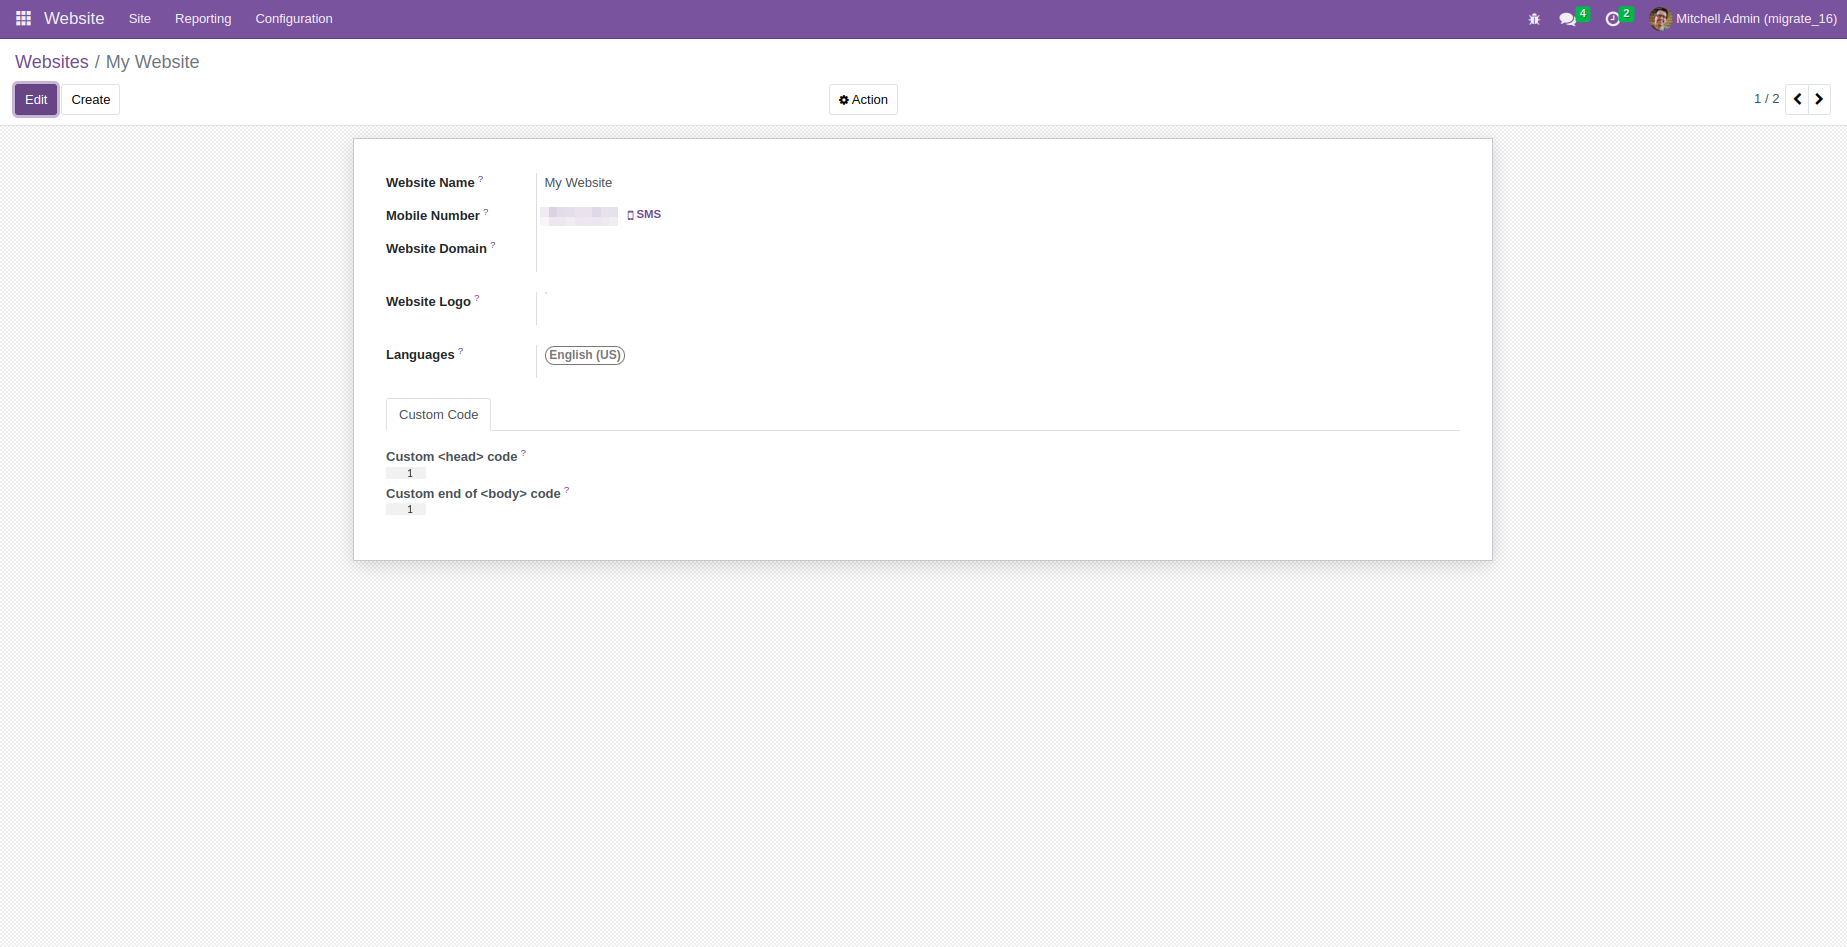 Website Site Reporting Configuration 4 2 Mitchell Admin (migrate_16)
Websites / My Website
Edit Create Action 1 / 2
Website Name ? My Website
Mobile Number ? SMS
Website Domain ?
Website Logo ?
Languages ? English (US)
Custom Code
Custom <head> code ?
1
Custom end of <body> code ?
1